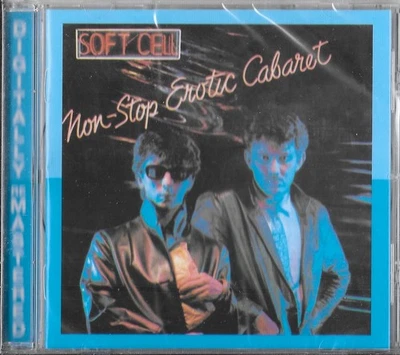 SOFT CELL
Non-Stop Erotic Cabaret
DIGITALLY REMASTERED